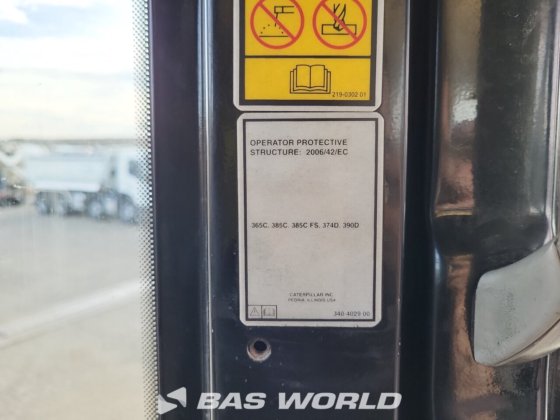 219-0302 01
OPERATOR PROTECTIVE
STRUCTURE: 2006/42/EC
365C, 385C, 385C FS, 374D, 390D
CATERPILLAR INC.
PEORIA, ILLINOIS, USA
340-4029 00
BAS WORLD